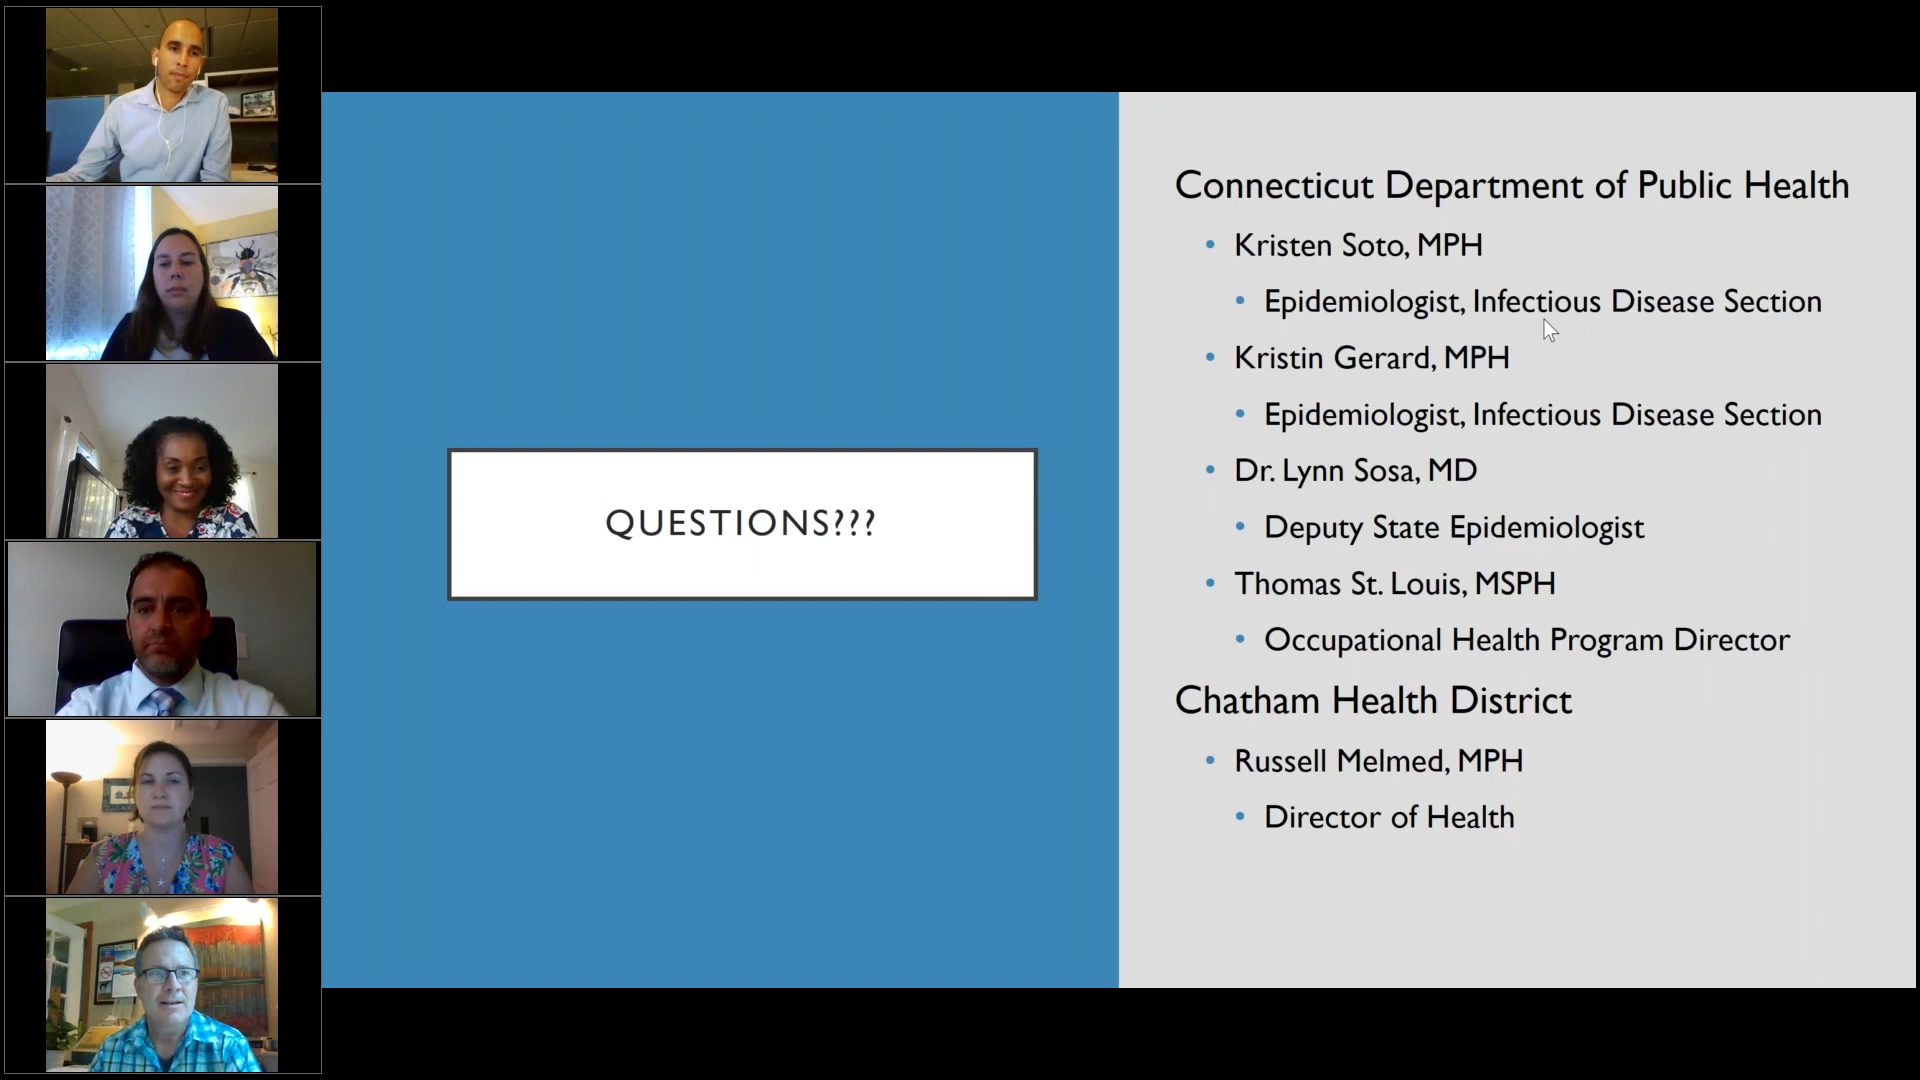 QUESTIONS???
Connecticut Department of Public Health
• Kristen Soto, MPH
• Epidemiologist, Infectious Disease Section
• Kristin Gerard, MPH
• Epidemiologist, Infectious Disease Section
• Dr. Lynn Sosa, MD
• Deputy State Epidemiologist
• Thomas St. Louis, MSPH
• Occupational Health Program Director
Chatham Health District
• Russell Melmed, MPH
• Director of Health